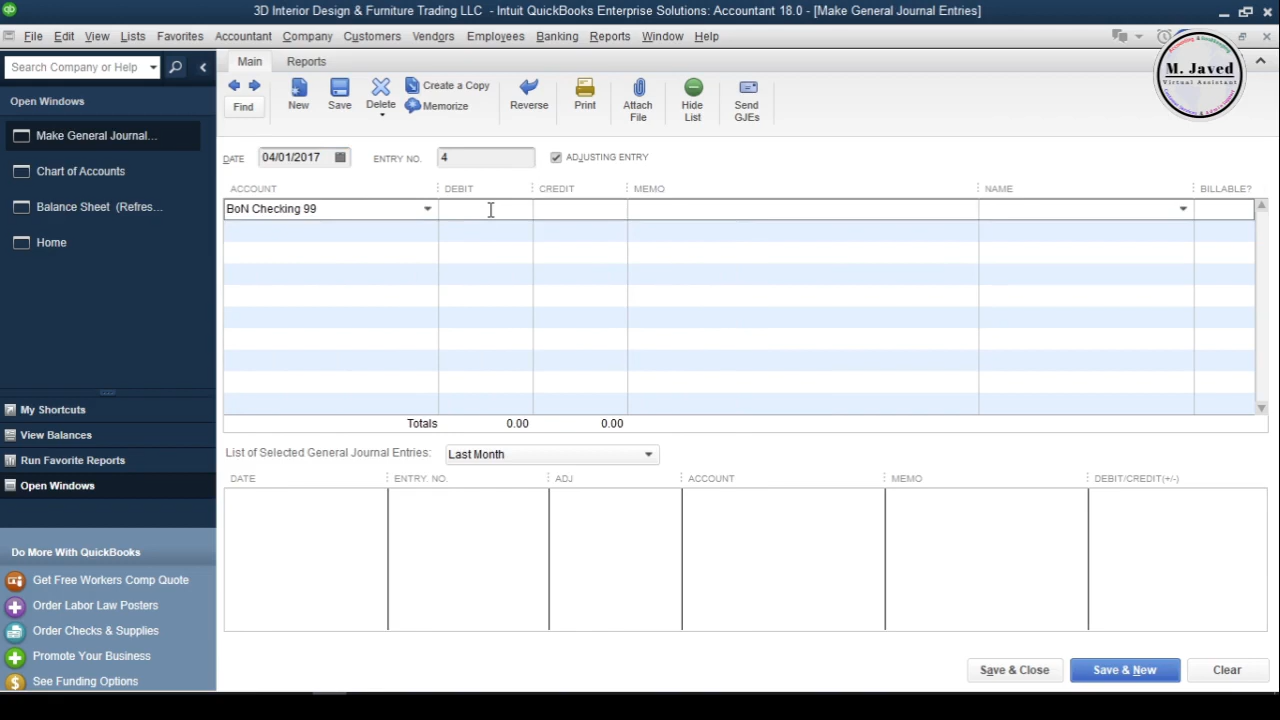 3D Interior Design & Furniture Trading LLC - Intuit QuickBooks Enterprise Solutions: Accountant 18.0 - [Make General Journal Entries]
qb
File Edit View Lists Favorites Accountant Company Customers Vendors Employees Banking Reports Window Help
Search Company or Help
Open Windows
Make General Journal...
Chart of Accounts
Balance Sheet (Refres...
Home
My Shortcuts
View Balances
Run Favorite Reports
Open Windows
Do More With QuickBooks
Get Free Workers Comp Quote
Order Labor Law Posters
Order Checks & Supplies
Promote Your Business
$ See Funding Options
Main Reports
Find
New
Save
Delete
Create a Copy
Memorize
Reverse
Print
Attach
File
Hide
List
Send
GJEs
M. Javed
Virtual Assistant
DATE 04/01/2017 ENTRY NO. 4 ADJUSTING ENTRY
ACCOUNT DEBIT CREDIT MEMO NAME BILLABLE?
BoN Checking 99
Totals 0.00 0.00
List of Selected General Journal Entries: Last Month
DATE ENTRY. NO. ADJ ACCOUNT MEMO DEBIT/CREDIT(+/-)
Save & Close Save & New Clear